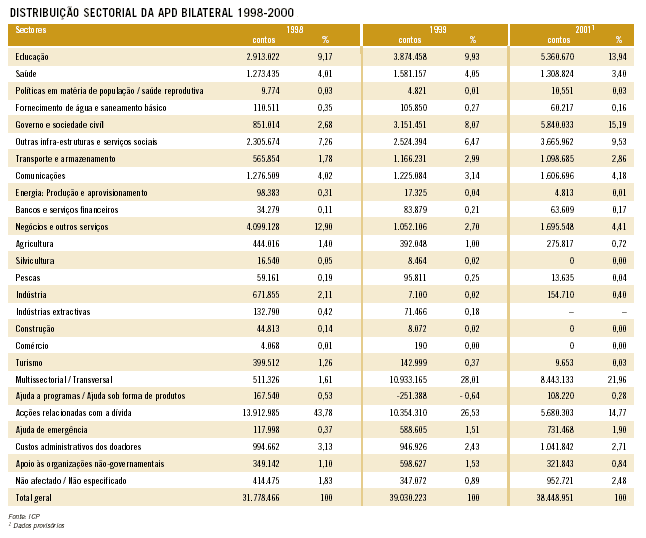 DISTRIBUIÇÃO SECTORIAL DA APD BILATERAL 1998-2000
Sectores 1998 1999 2001¹
contos % contos % contos %
Educação 2.913.022 9,17 3.874.458 9,93 5.360.670 13,94
Saúde 1.273.435 4,01 1.581.157 4,05 1.308.824 3,40
Políticas em matéria de população / saúde reprodutiva 9.774 0,03 4.821 0,01 10,551 0,03
Fornecimento de água e saneamento básico 110,511 0,35 105.850 0,27 60.217 0,16
Governo e sociedade civil 851.014 2,68 3.151.451 8,07 5.840.033 15,19
Outras infra-estruturas e serviços sociais 2.305.674 7,26 2.524.394 6,47 3.665.962 9,53
Transporte e armazenamento 565.854 1,78 1.166.231 2,99 1.098.685 2,86
Comunicações 1.276.509 4,02 1.225.084 3,14 1.606.696 4,18
Energia: Produção e aprovisionamento 98.383 0,31 17.325 0,04 4.813 0,01
Bancos e serviços financeiros 34.279 0,11 83.879 0,21 63.609 0,17
Negócios e outros serviços 4.099.128 12,90 1.052.106 2,70 1.695.548 4,41
Agricultura 444.016 1,40 392.048 1,00 275.817 0,72
Silvicultura 16.540 0,05 8.464 0,02 0 0,00
Pescas 59.161 0,19 95.811 0,25 13.635 0,04
Indústria 671.855 2,11 7.100 0,02 154.710 0,40
Indústrias extractivas 132.790 0,42 71.466 0,18 – –
Construção 44.813 0,14 8.072 0,02 0 0,00
Comércio 4.068 0,01 190 0,00 0 0,00
Turismo 399.512 1,26 142.999 0,37 9.653 0,03
Multissectorial / Transversal 511.326 1,61 10.933.165 28,01 8.443.133 21,96
Ajuda a programas / Ajuda sob forma de produtos 167.540 0,53 -251.388 - 0,64 108.220 0,28
Acções relacionadas com a dívida 13.912.985 43,78 10.354.310 26,53 5.680.303 14,77
Ajuda de emergência 117.998 0,37 588.605 1,51 731.468 1,90
Custos administrativos dos doadores 994.662 3,13 946.926 2,43 1.041.842 2,71
Apoio às organizações não-governamentais 349.142 1,10 598.627 1,53 321.843 0,84
Não afectado / Não especificado 414.475 1,83 347.072 0,89 952.721 2,48
Total geral 31.778.466 100 39.030.223 100 38.448.951 100
Fonte: ICP
¹ Dados provisórios